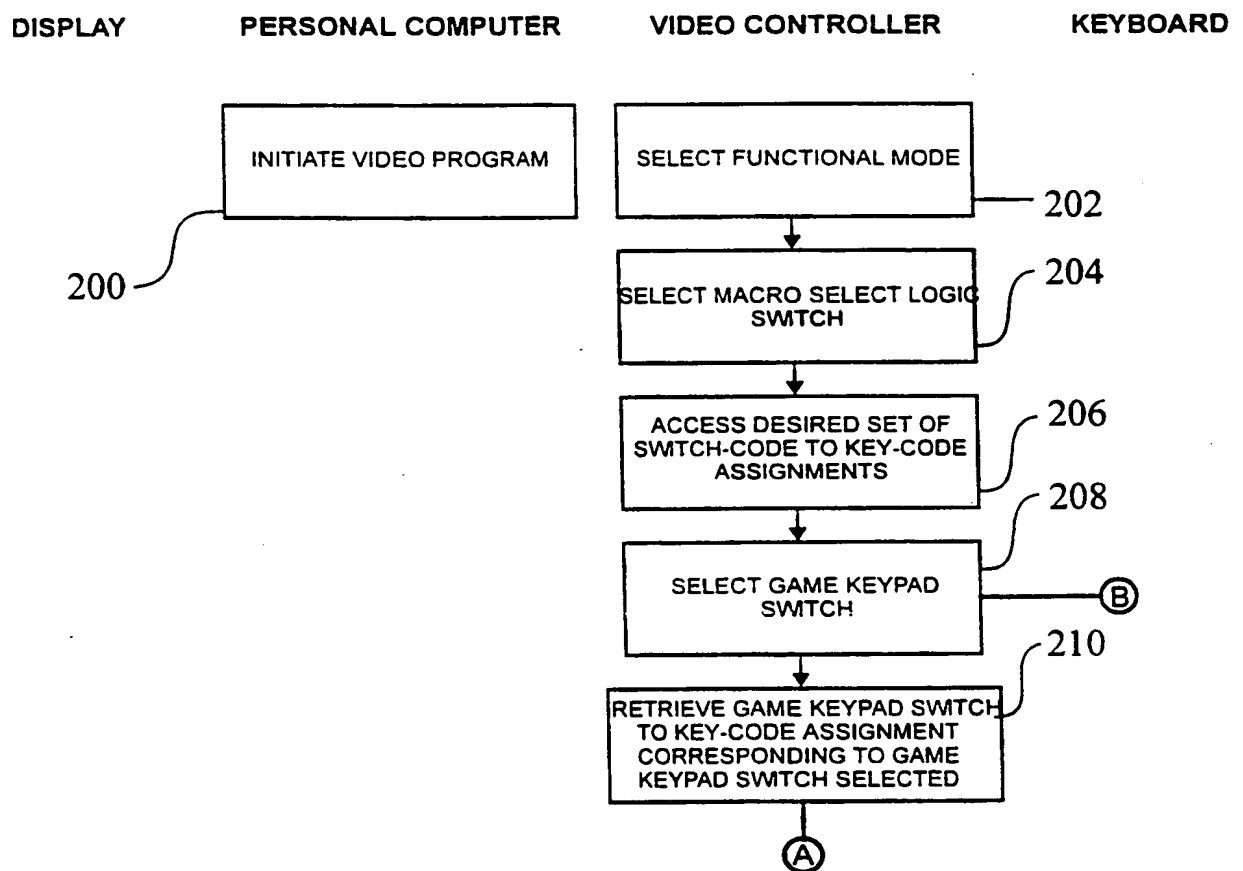 DISPLAY PERSONAL COMPUTER VIDEO CONTROLLER KEYBOARD
INITIATE VIDEO PROGRAM
200
SELECT FUNCTIONAL MODE
202
SELECT MACRO SELECT LOGIC
SWITCH
204
ACCESS DESIRED SET OF
SWITCH-CODE TO KEY-CODE
ASSIGNMENTS
206
SELECT GAME KEYPAD
SWITCH
208
B
RETRIEVE GAME KEYPAD SWITCH
TO KEY-CODE ASSIGNMENT
CORRESPONDING TO GAME
KEYPAD SWITCH SELECTED
210
A